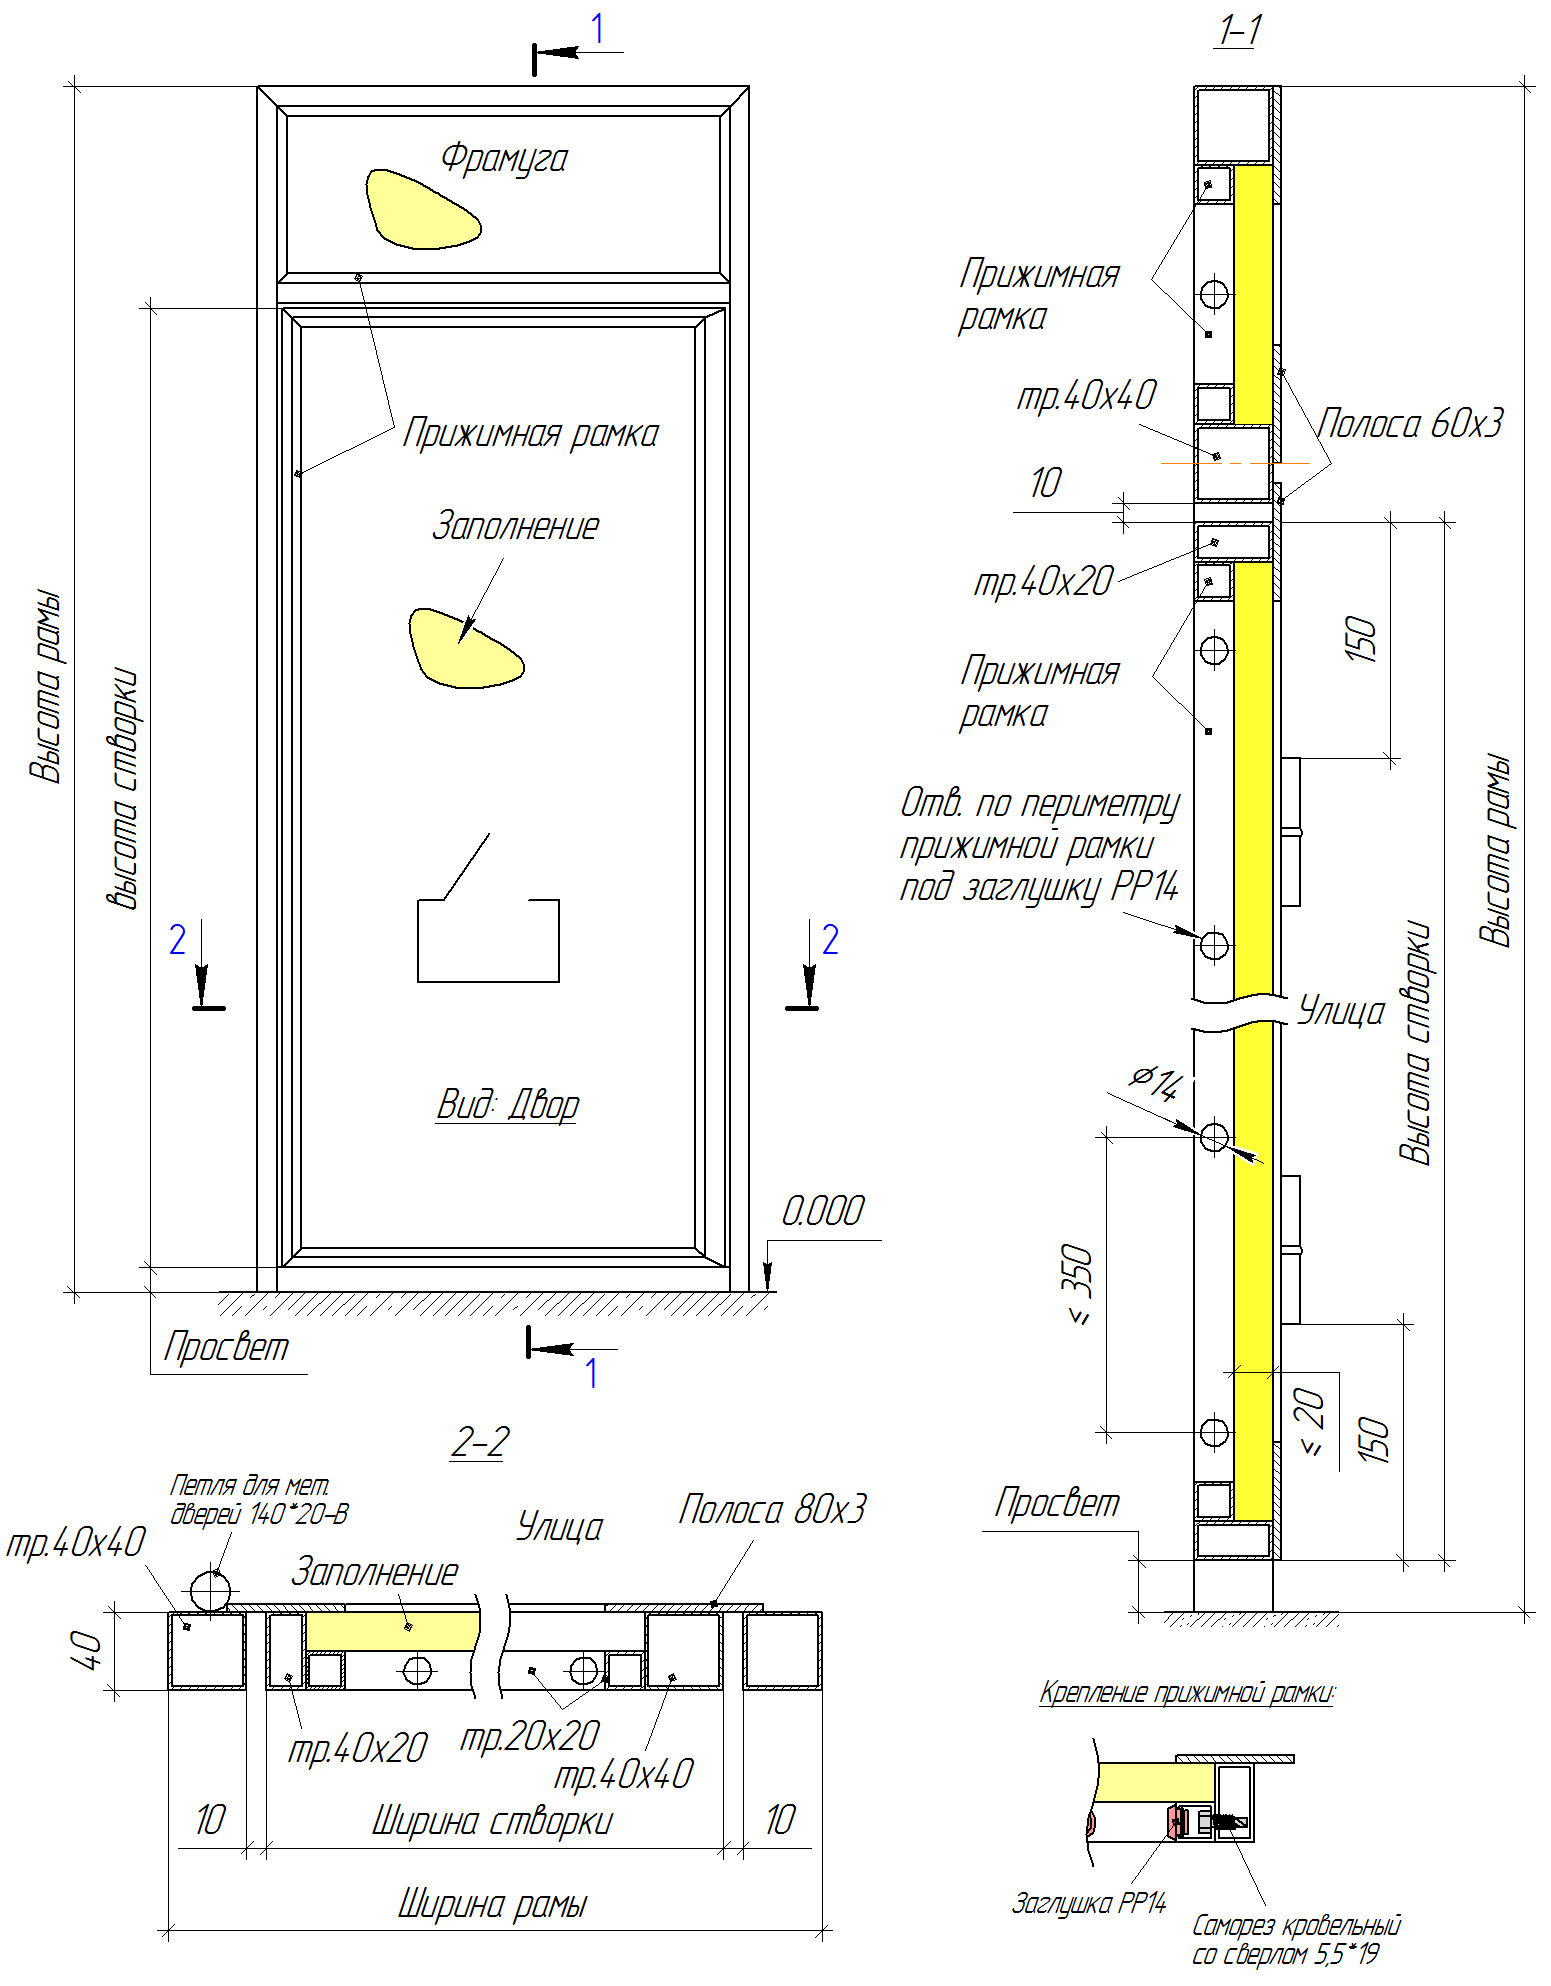 1
1-1
Фрамуга
Прижимная рамка
Заполнение
Высота рамы
высота створки
2
2
Вид: Двор
0.000
Просвет
1
Прижимная
рамка
тр.40х40
Полоса 60х3
10
тр.40х20
150
Прижимная
рамка
Отв. по периметру
прижимной рамки
под заглушку РР14
Улица
Высота створки
Высота рамы
⌀14
≤ 350
≤ 20
150
Просвет
2-2
Петля для мет.
дверей 140*20-В
тр.40х40
Улица
Полоса 80х3
Заполнение
40
тр.40х20
тр.20х20
тр.40х40
10
Ширина створки
10
Ширина рамы
Крепление прижимной рамки:
Заглушка РР14
Саморез кровельный
со сверлом 5,5*19